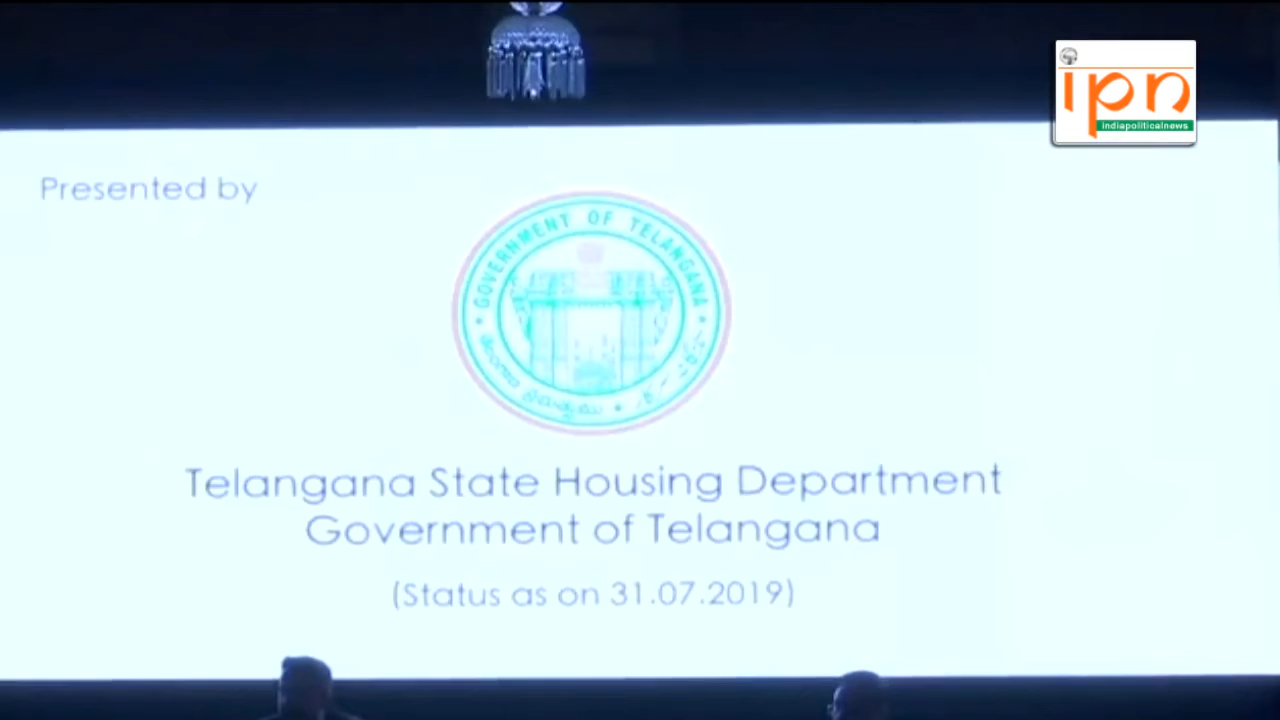 ipn
indiapoliticalnews
Presented by
GOVERNMENT OF TELANGANA
Telangana State Housing Department
Government of Telangana
(Status as on 31.07.2019)